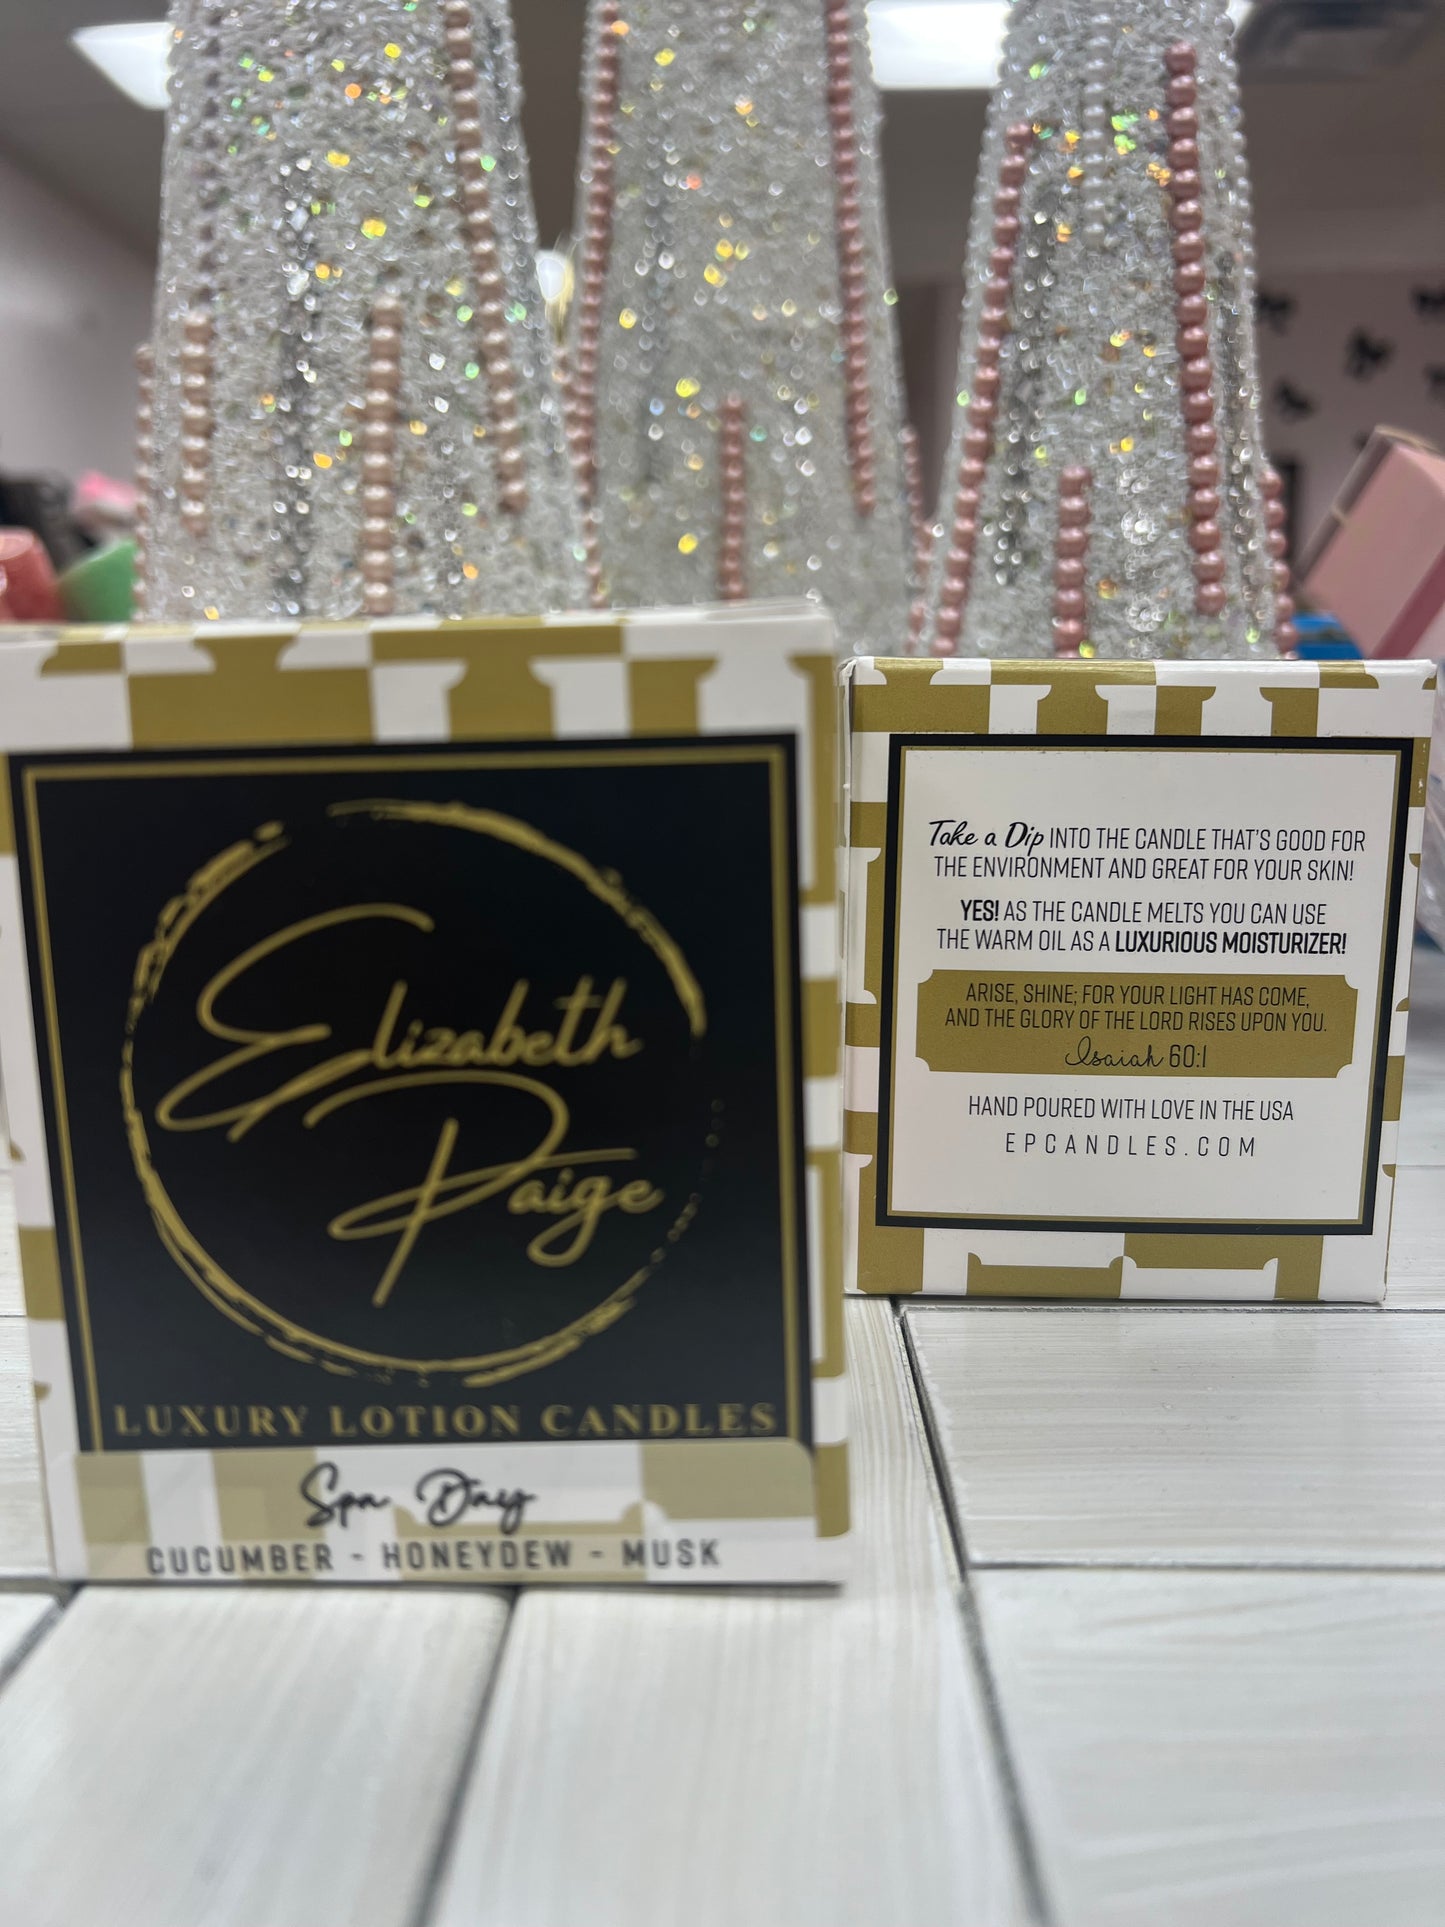 Elizabeth
Paige
LUXURY LOTION CANDLES
Spa Day
CUCUMBER - HONEYDEW - MUSK
Take a Dip INTO THE CANDLE THAT'S GOOD FOR
THE ENVIRONMENT AND GREAT FOR YOUR SKIN!
YES! AS THE CANDLE MELTS YOU CAN USE
THE WARM OIL AS A LUXURIOUS MOISTURIZER!
ARISE, SHINE; FOR YOUR LIGHT HAS COME,
AND THE GLORY OF THE LORD RISES UPON YOU.
Isaiah 60:1
HAND POURED WITH LOVE IN THE USA
EPCANDLES.COM